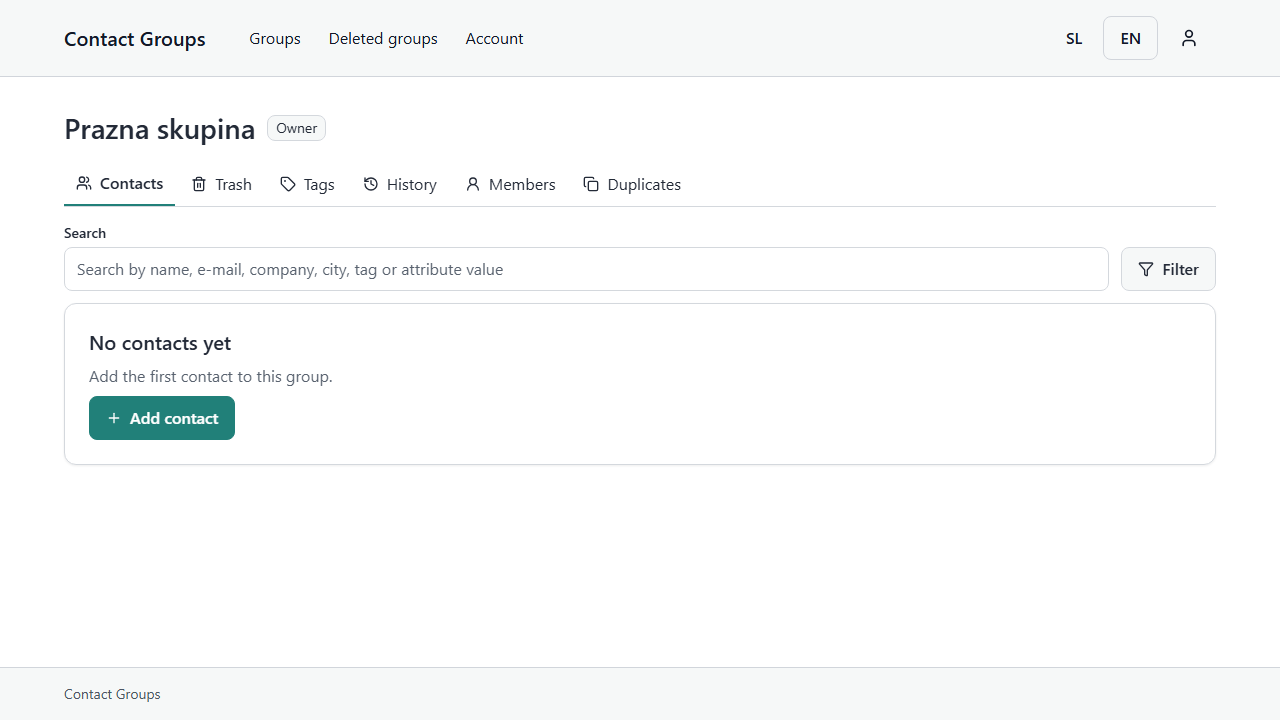 Contact Groups Groups Deleted groups Account SL EN
Prazna skupina Owner
Contacts Trash Tags History Members Duplicates
Search
Search by name, e-mail, company, city, tag or attribute value Filter
No contacts yet
Add the first contact to this group.
+ Add contact
Contact Groups